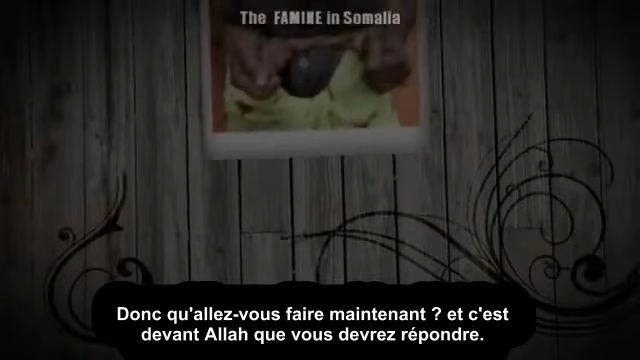 The FAMINE in Somalia
Donc qu'allez-vous faire maintenant ? et c'est
devant Allah que vous devrez répondre.